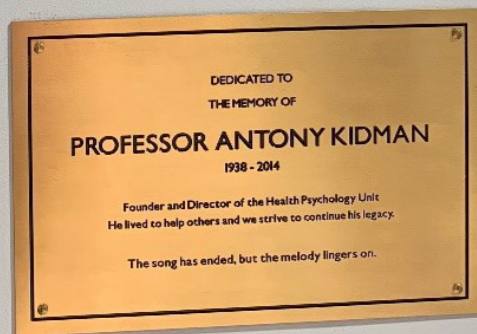 DEDICATED TO
THE MEMORY OF
PROFESSOR ANTONY KIDMAN
1938 - 2014
Founder and Director of the Health Psychology Unit
He lived to help others and we strive to continue his legacy.
The song has ended, but the melody lingers on.